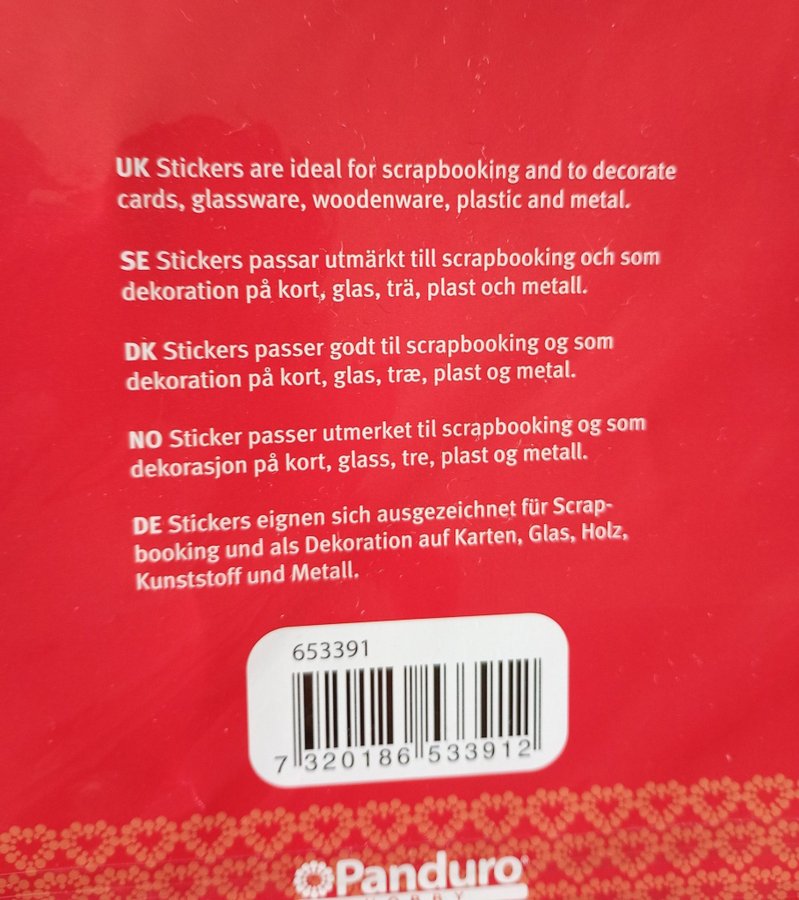 UK Stickers are ideal for scrapbooking and to decorate
cards, glassware, woodenware, plastic and metal.
SE Stickers passar utmärkt till scrapbooking och som
dekoration på kort, glas, trä, plast och metall.
DK Stickers passer godt til scrapbooking og som
dekoration på kort, glas, træ, plast og metal.
NO Sticker passer utmerket til scrapbooking og som
dekorasjon på kort, glass, tre, plast og metall.
DE Stickers eignen sich ausgezeichnet für Scrap-
booking und als Dekoration auf Karten, Glas, Holz,
Kunststoff und Metall.
653391
7 320186 533912
Panduro